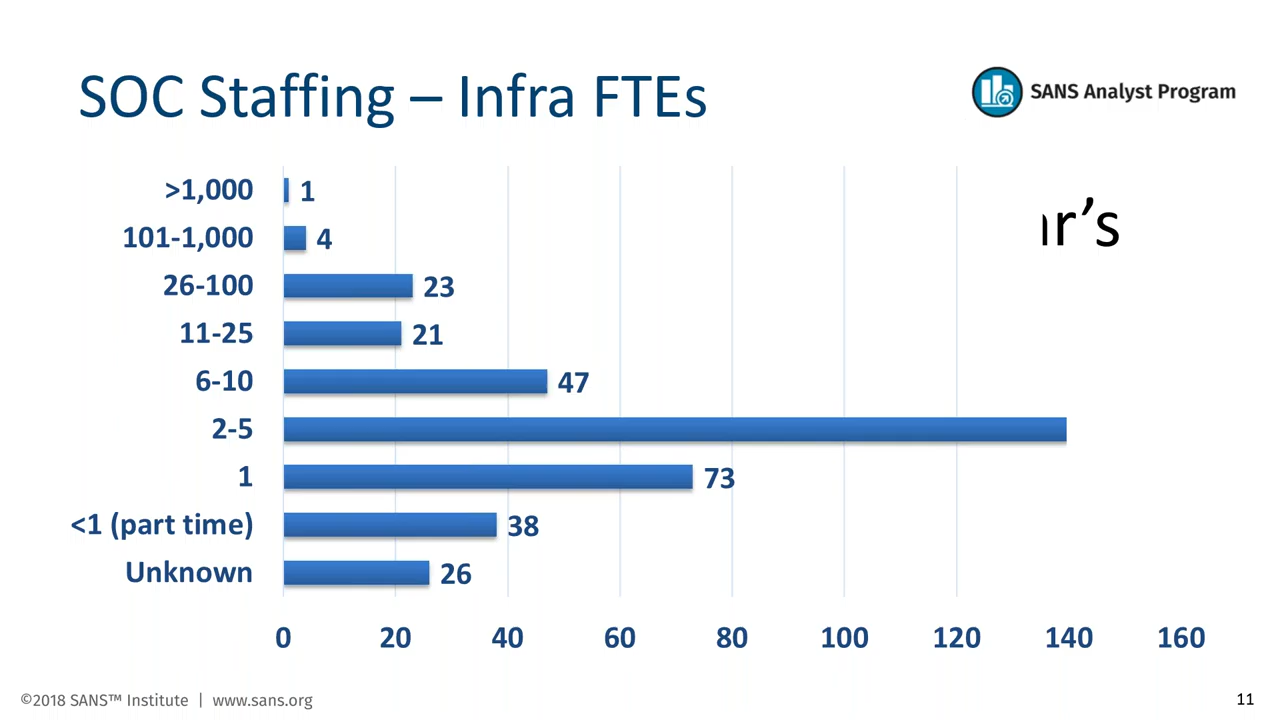 SOC Staffing – Infra FTEs
SANS Analyst Program
>1,000 1
101-1,000 4
26-100 23
11-25 21
6-10 47
2-5
1 73
<1 (part time) 38
Unknown 26
0 20 40 60 80 100 120 140 160
©2018 SANS™ Institute | www.sans.org
11